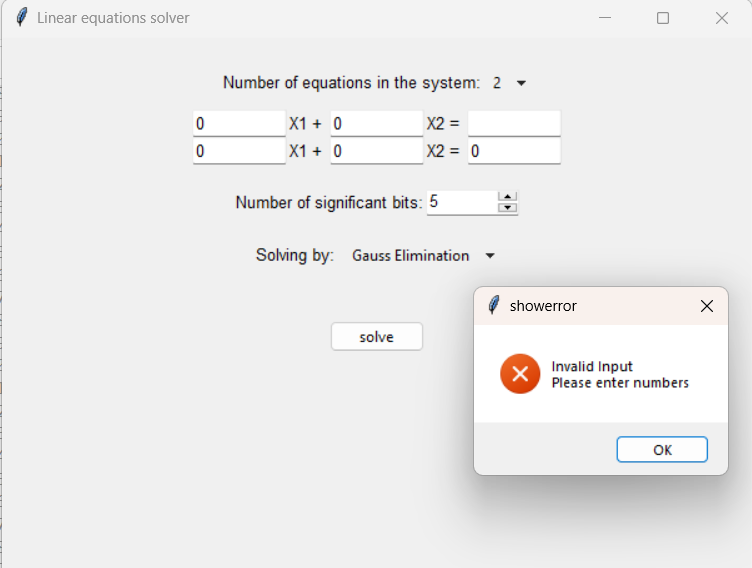 Linear equations solver
Number of equations in the system: 2
0 X1 + 0 X2 =
0 X1 + 0 X2 = 0
Number of significant bits: 5
Solving by: Gauss Elimination
solve
showerror
Invalid Input
Please enter numbers
OK